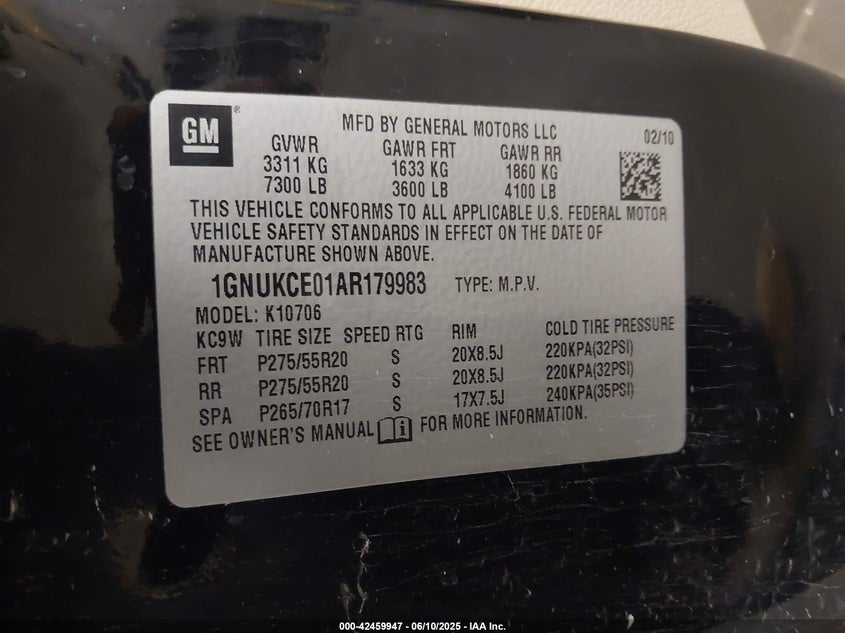 GM®
MFD BY GENERAL MOTORS LLC 02/10
GVWR GAWR FRT GAWR RR
3311 KG 1633 KG 1860 KG
7300 LB 3600 LB 4100 LB
THIS VEHICLE CONFORMS TO ALL APPLICABLE U.S. FEDERAL MOTOR
VEHICLE SAFETY STANDARDS IN EFFECT ON THE DATE OF
MANUFACTURE SHOWN ABOVE.
1GNUKCE01AR179983 TYPE: M.P.V.
MODEL: K10706
KC9W TIRE SIZE SPEED RTG RIM COLD TIRE PRESSURE
FRT P275/55R20 S 20X8.5J 220KPA(32PSI)
RR P275/55R20 S 20X8.5J 220KPA(32PSI)
SPA P265/70R17 S 17X7.5J 240KPA(35PSI)
SEE OWNER'S MANUAL i FOR MORE INFORMATION.
000-42459947 - 06/10/2025 - IAA Inc.